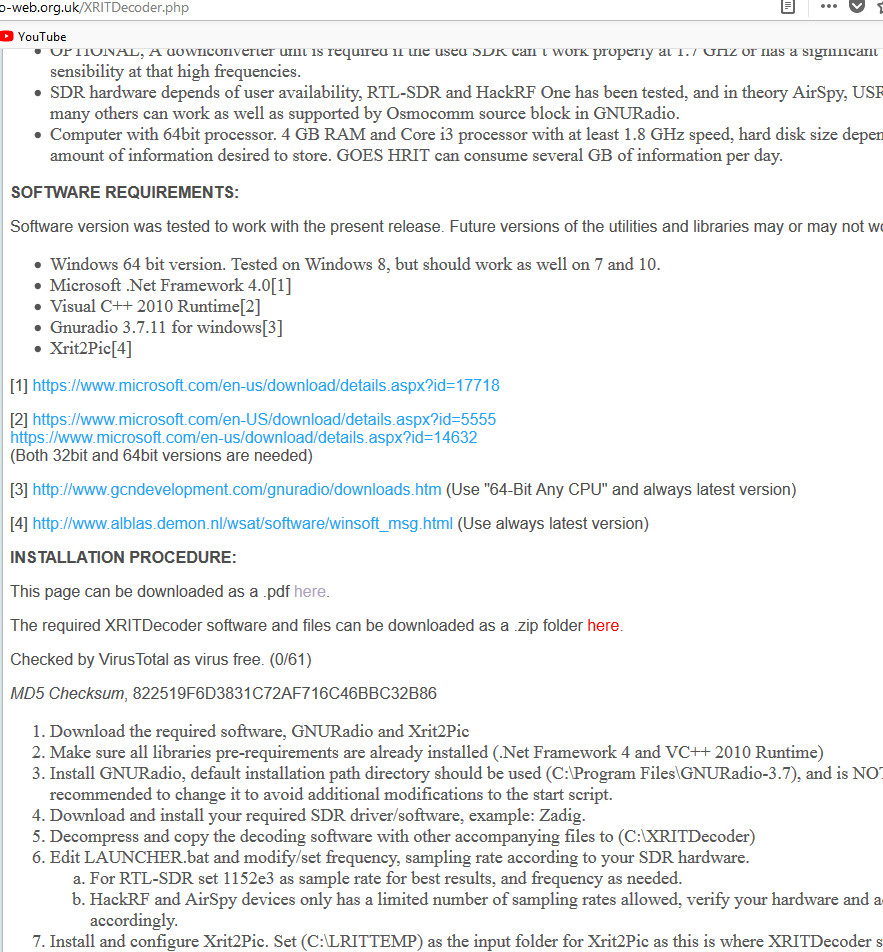 o-web.org.uk/XRITDecoder.php
YouTube
OPTIONAL, A downconverter unit is required if the used SDR can't work properly at 1.7 GHz or has a significant
sensibility at that high frequencies.
SDR hardware depends of user availability, RTL-SDR and HackRF One has been tested, and in theory AirSpy, USR
many others can work as well as supported by Osmocomm source block in GNURadio.
Computer with 64bit processor. 4 GB RAM and Core i3 processor with at least 1.8 GHz speed, hard disk size depen
amount of information desired to store. GOES HRIT can consume several GB of information per day.
SOFTWARE REQUIREMENTS:
Software version was tested to work with the present release. Future versions of the utilities and libraries may or may not wo
Windows 64 bit version. Tested on Windows 8, but should work as well on 7 and 10.
Microsoft .Net Framework 4.0[1]
Visual C++ 2010 Runtime[2]
Gnuradio 3.7.11 for windows[3]
Xrit2Pic[4]
[1] https://www.microsoft.com/en-us/download/details.aspx?id=17718
[2] https://www.microsoft.com/en-US/download/details.aspx?id=5555
https://www.microsoft.com/en-us/download/details.aspx?id=14632
(Both 32bit and 64bit versions are needed)
[3] http://www.gcndevelopment.com/gnuradio/downloads.htm (Use "64-Bit Any CPU" and always latest version)
[4] http://www.alblas.demon.nl/wsat/software/winsoft_msg.html (Use always latest version)
INSTALLATION PROCEDURE:
This page can be downloaded as a .pdf here.
The required XRITDecoder software and files can be downloaded as a .zip folder here.
Checked by VirusTotal as virus free. (0/61)
MD5 Checksum, 822519F6D3831C72AF716C46BBC32B86
1. Download the required software, GNURadio and Xrit2Pic
2. Make sure all libraries pre-requirements are already installed (.Net Framework 4 and VC++ 2010 Runtime)
3. Install GNURadio, default installation path directory should be used (C:\Program Files\GNURadio-3.7), and is NOT
recommended to change it to avoid additional modifications to the start script.
4. Download and install your required SDR driver/software, example: Zadig.
5. Decompress and copy the decoding software with other accompanying files to (C:\XRITDecoder)
6. Edit LAUNCHER.bat and modify/set frequency, sampling rate according to your SDR hardware.
a. For RTL-SDR set 1152e3 as sample rate for best results, and frequency as needed.
b. HackRF and AirSpy devices only has a limited number of sampling rates allowed, verify your hardware and a
accordingly.
7. Install and configure Xrit2Pic. Set (C:\LRITTEMP) as the input folder for Xrit2Pic as this is where XRITDecoder s